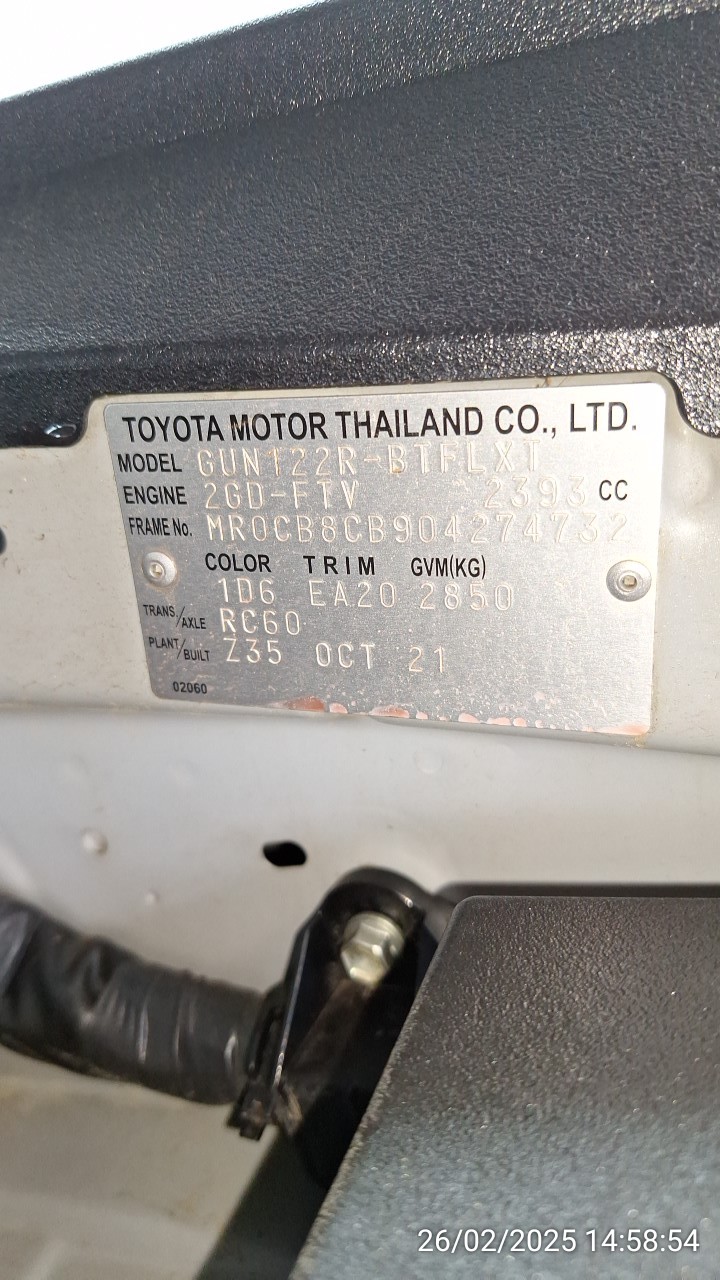 TOYOTA MOTOR THAILAND CO., LTD.
MODEL GUN122R-BTFLXT
ENGINE 2GD-FTV 2393 CC
FRAME No. MR0CB8CB904274732
COLOR TRIM GVM(KG)
1D6 EA20 2850
TRANS/AXLE RC60
PLANT/BUILT Z35 OCT 21
02060
26/02/2025 14:58:54